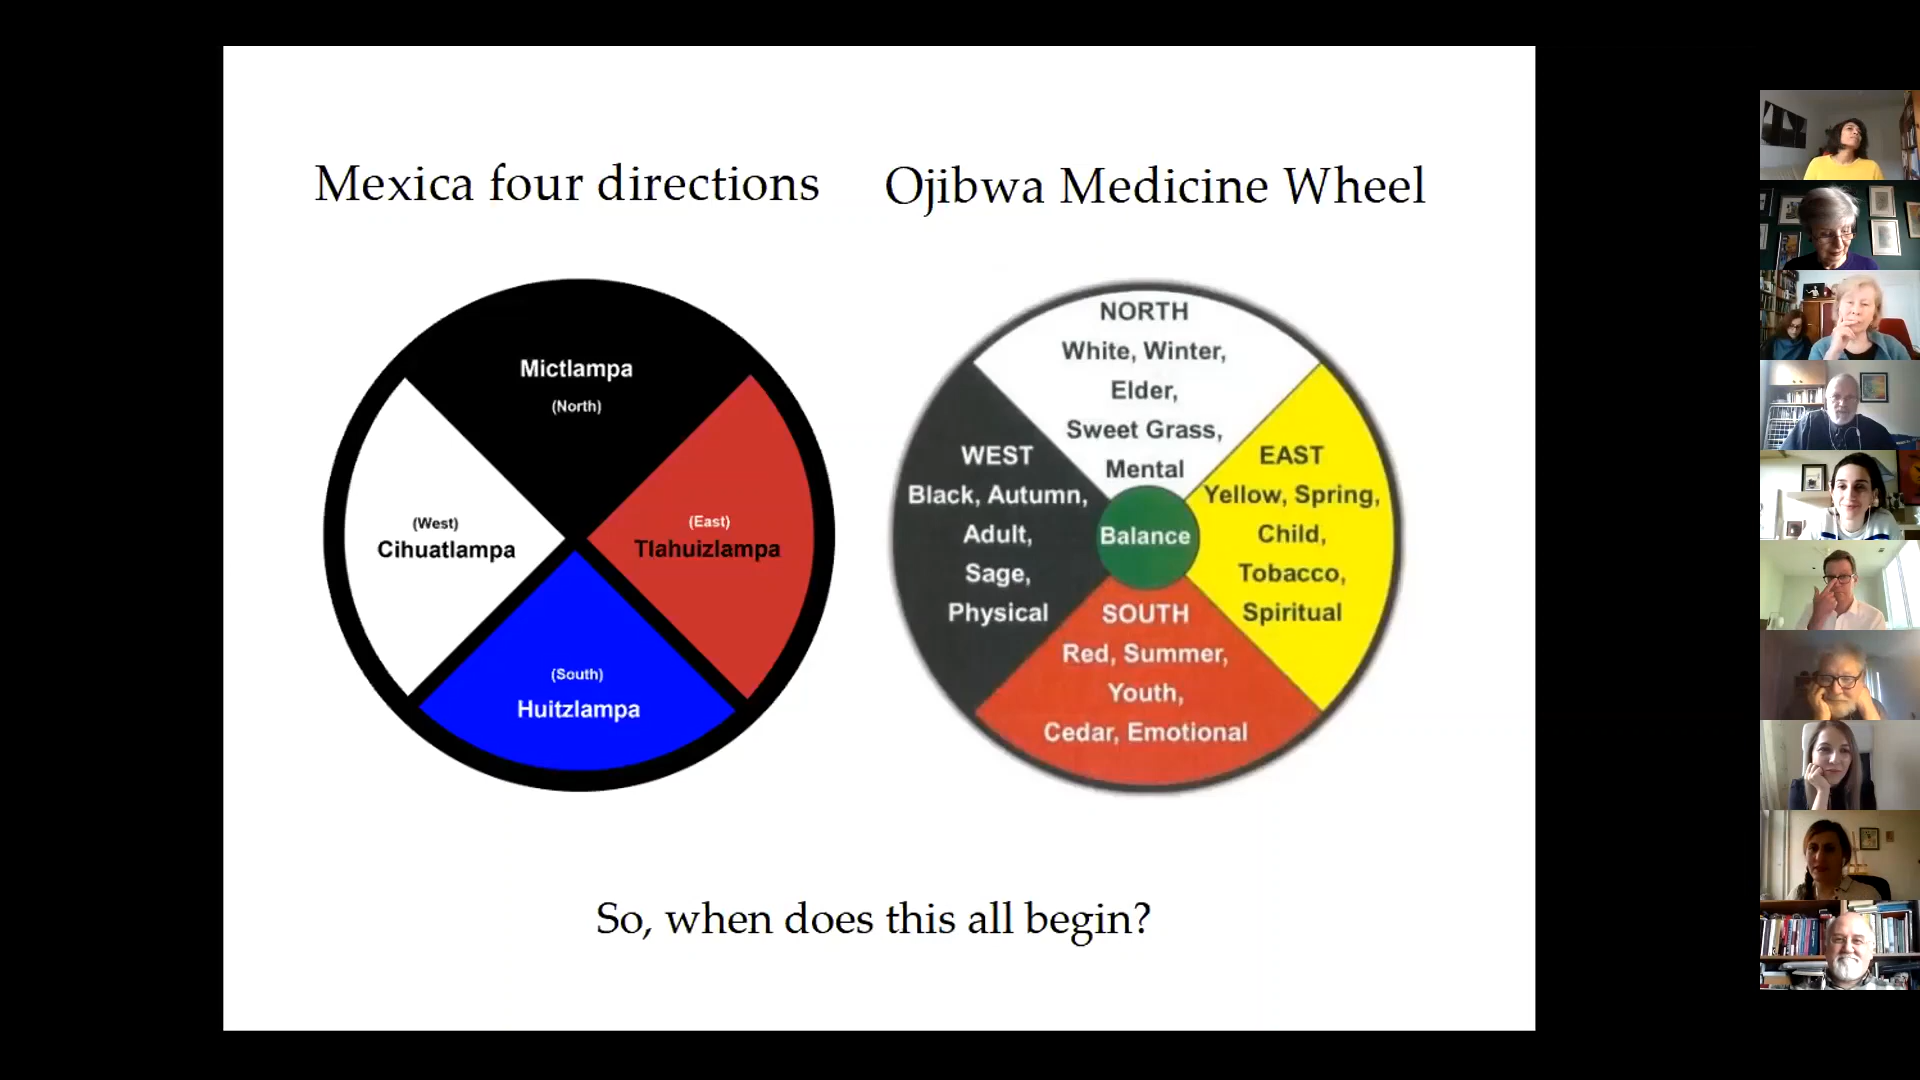 Mexica four directions
Ojibwa Medicine Wheel
Mictlampa
(North)
(West)
Cihuatlampa
(East)
Tlahuizlampa
(South)
Huitzlampa
NORTH
White, Winter,
Elder,
Sweet Grass,
Mental
WEST
Black, Autumn,
Adult,
Sage,
Physical
Balance
EAST
Yellow, Spring,
Child,
Tobacco,
Spiritual
SOUTH
Red, Summer,
Youth,
Cedar, Emotional
So, when does this all begin?